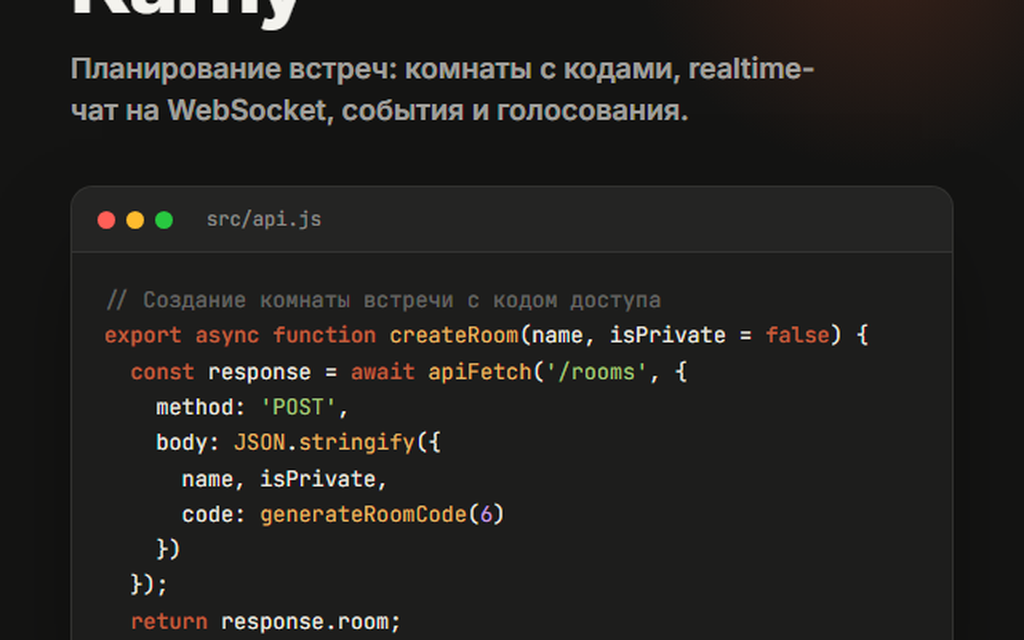 Планирование встреч: комнаты с кодами, realtime-
чат на WebSocket, события и голосования.
src/api.js
// Создание комнаты встречи с кодом доступа
export async function createRoom(name, isPrivate = false) {
const response = await apiFetch('/rooms', {
method: 'POST',
body: JSON.stringify({
name, isPrivate,
code: generateRoomCode(6)
})
});
return response.room;